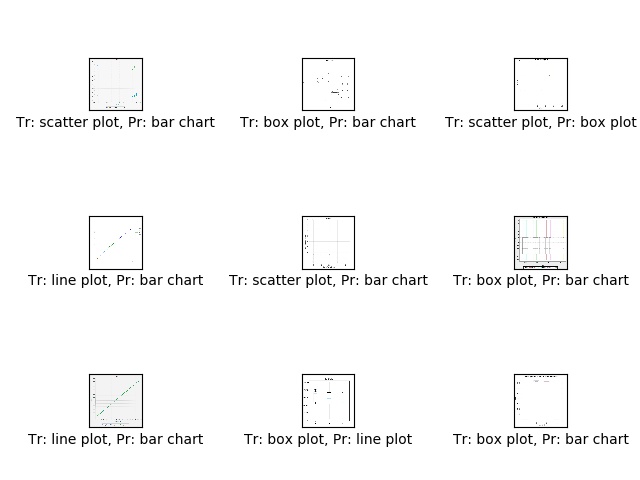 Tr: scatter plot, Pr: bar chart
Tr: box plot, Pr: bar chart
Tr: scatter plot, Pr: box plot
Tr: line plot, Pr: bar chart
Tr: scatter plot, Pr: bar chart
Tr: box plot, Pr: bar chart
Tr: line plot, Pr: bar chart
Tr: box plot, Pr: line plot
Tr: box plot, Pr: bar chart